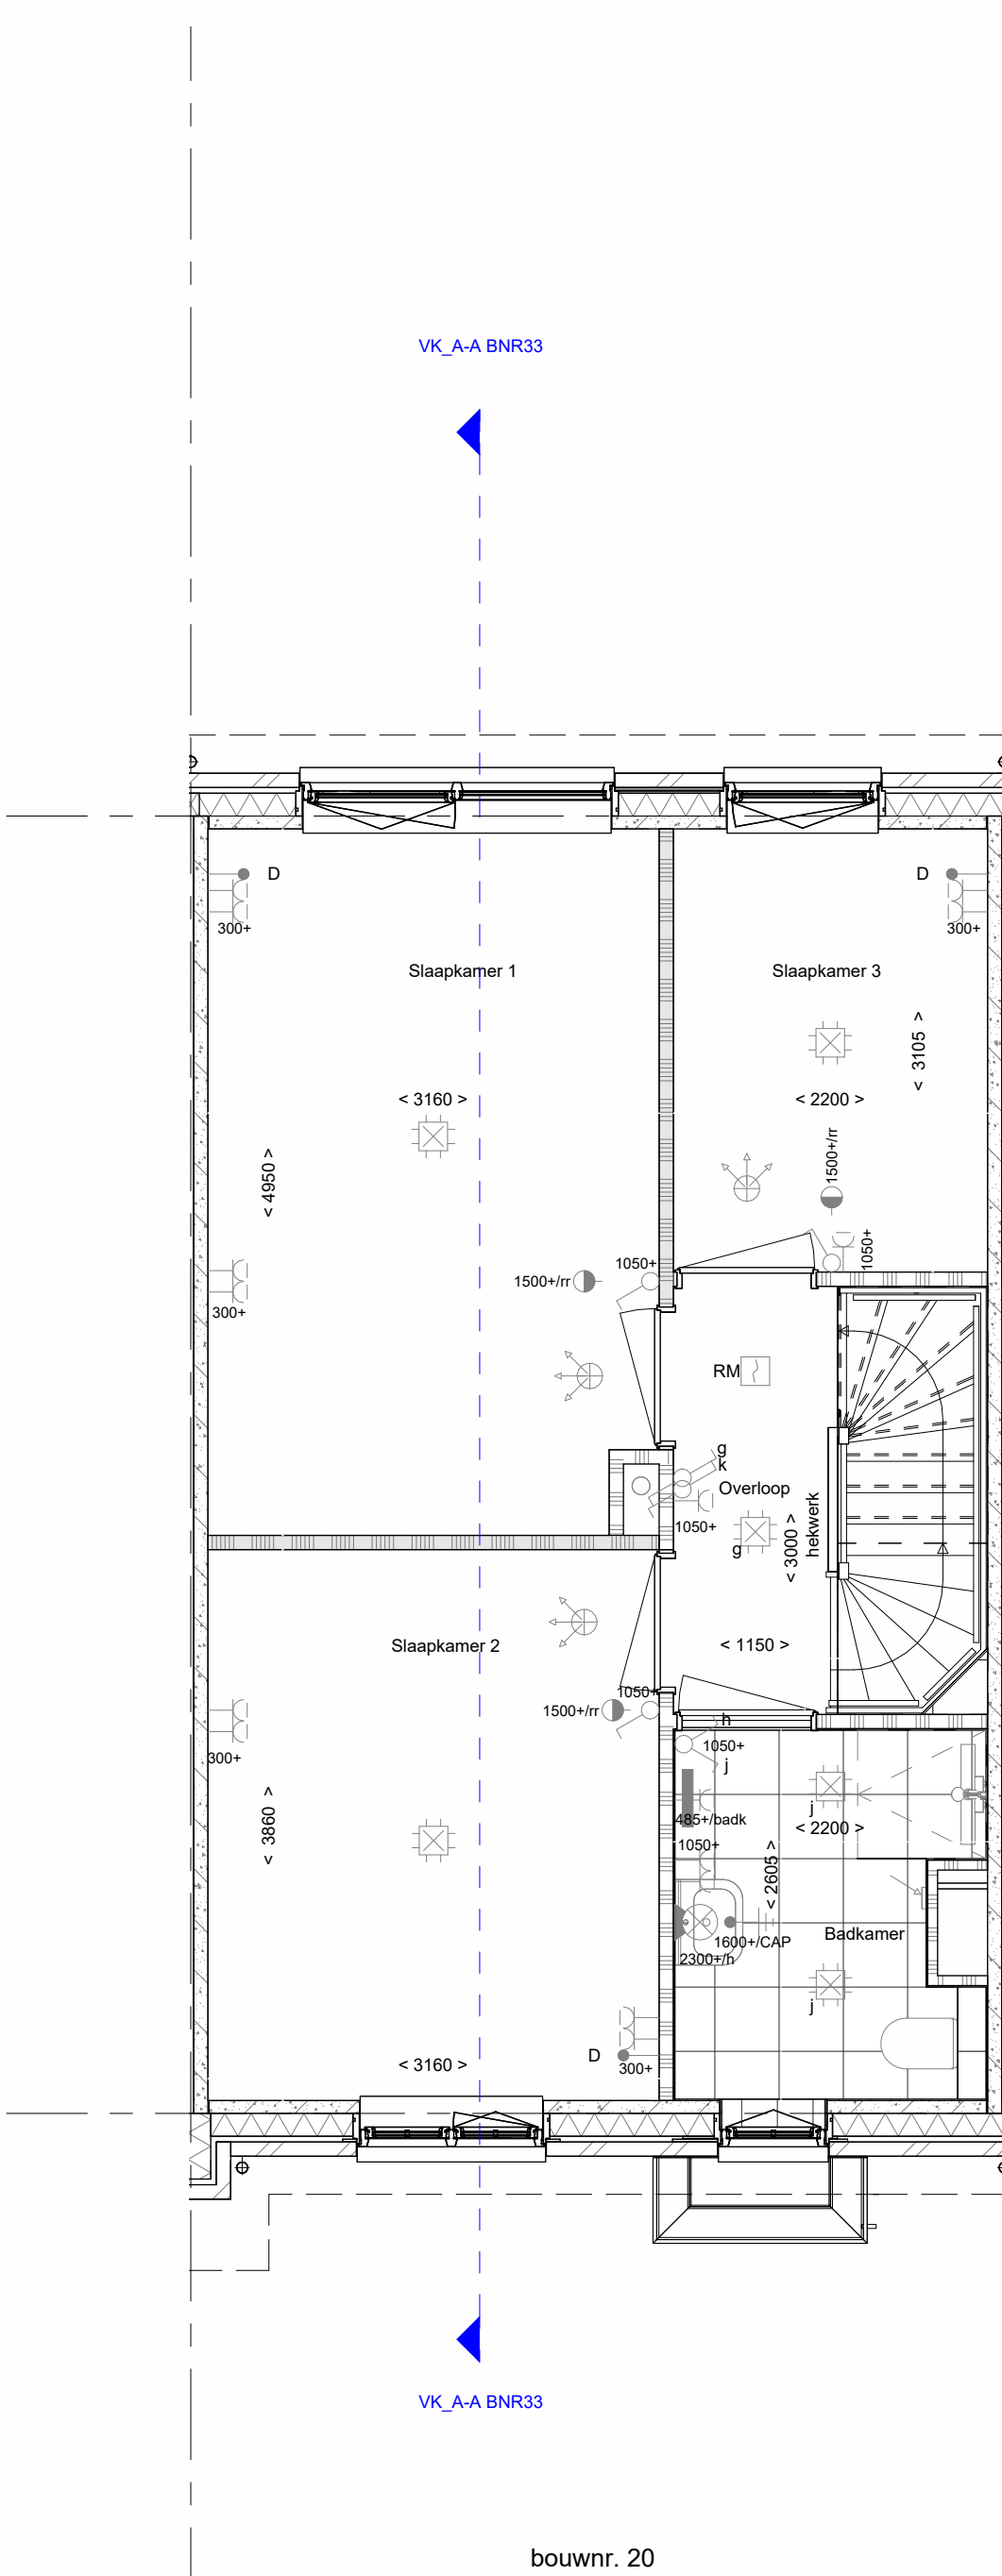 VK_A-A BNR33
D
D
300+
300+
Slaapkamer 1
Slaapkamer 3
< 3105 >
< 3160 >
< 2200 >
1500+/rr
< 4950 >
1050+
1050+
1500+/rr
300+
RM
g
k
Overloop
1050+
g
< 3000 >
hekwerk
Slaapkamer 2
< 1150 >
1050+
1500+/rr
h
1050+
300+
j
j
485+/badk
< 2200 >
< 3860 >
1050+
< 2605 >
Badkamer
1600+/CAP
2300+/h
j
D
< 3160 >
300+
VK_A-A BNR33
bouwnr. 20